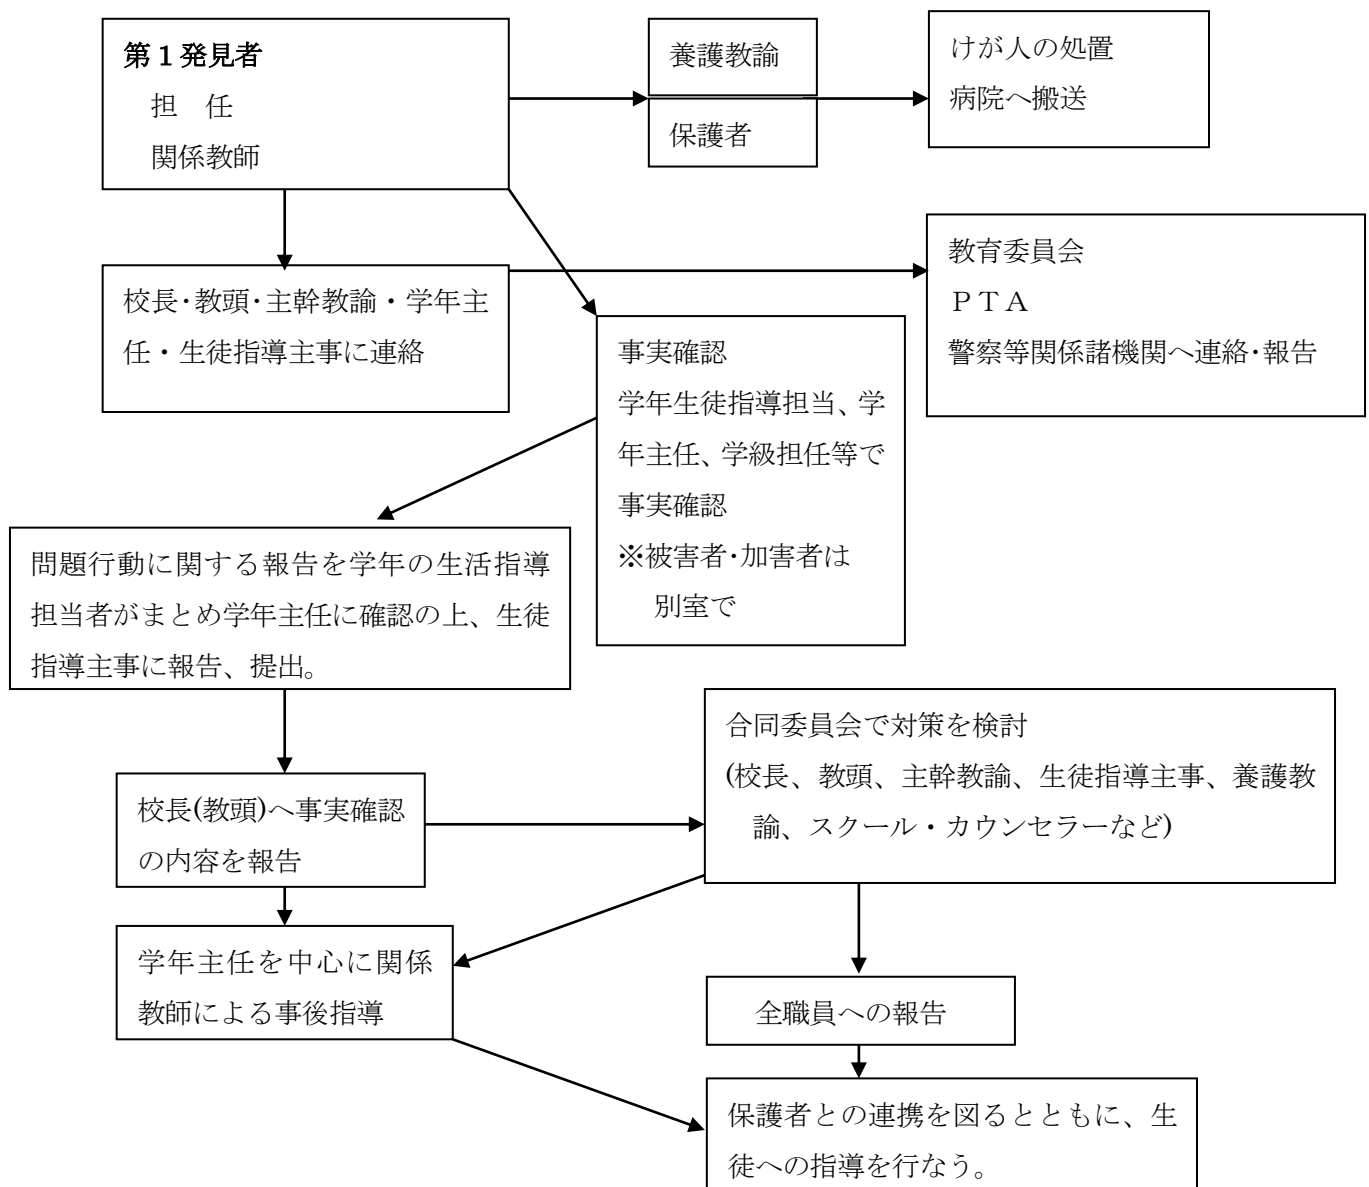 第1発見者
担　任
関係教師
養護教諭
保護者
けが人の処置
病院へ搬送
校長・教頭・主幹教諭・学年主
任・生徒指導主事に連絡
教育委員会
ＰＴＡ
警察等関係諸機関へ連絡・報告
事実確認
学年生徒指導担当、学
年主任、学級担任等で
事実確認
※被害者・加害者は
別室で
問題行動に関する報告を学年の生活指導
担当者がまとめ学年主任に確認の上、生徒
指導主事に報告、提出。
合同委員会で対策を検討
(校長、教頭、主幹教諭、生徒指導主事、養護教
諭、スクール・カウンセラーなど)
校長(教頭)へ事実確認
の内容を報告
学年主任を中心に関係
教師による事後指導
全職員への報告
保護者との連携を図るとともに、生
徒への指導を行なう。